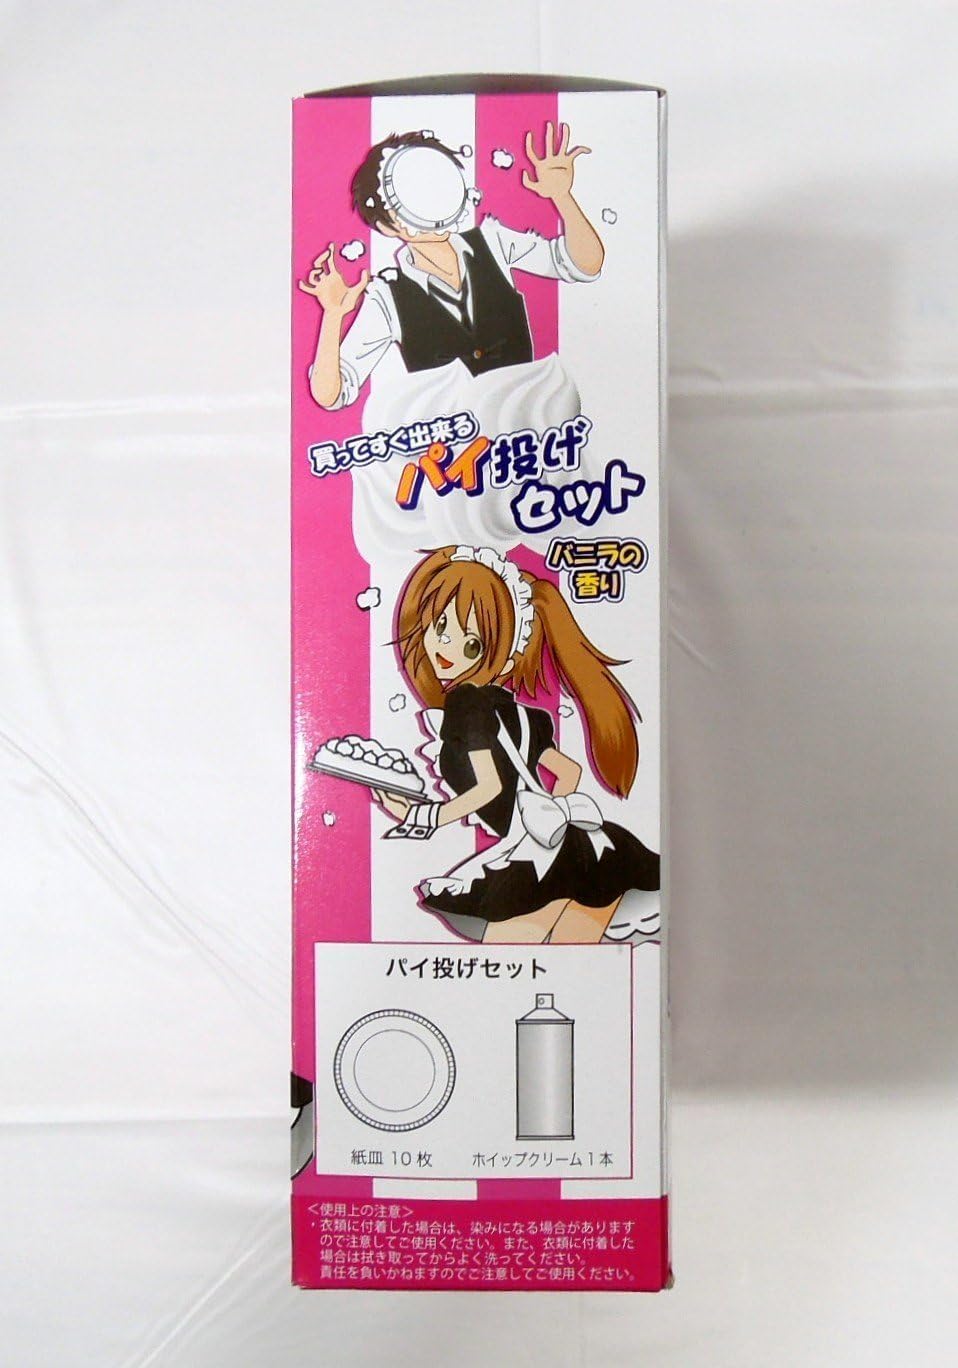 買ってすぐ出来る
パイ投げ
セット
バニラの
香り
パイ投げセット
紙皿 10 枚
ホイップクリーム 1 本
＜使用上の注意＞
・衣類に付着した場合は、染みになる場合があります
ので注意してご使用ください。また、衣類に付着した
場合は拭き取ってからよく洗ってください。
責任を負いかねますのでご注意してご使用ください。